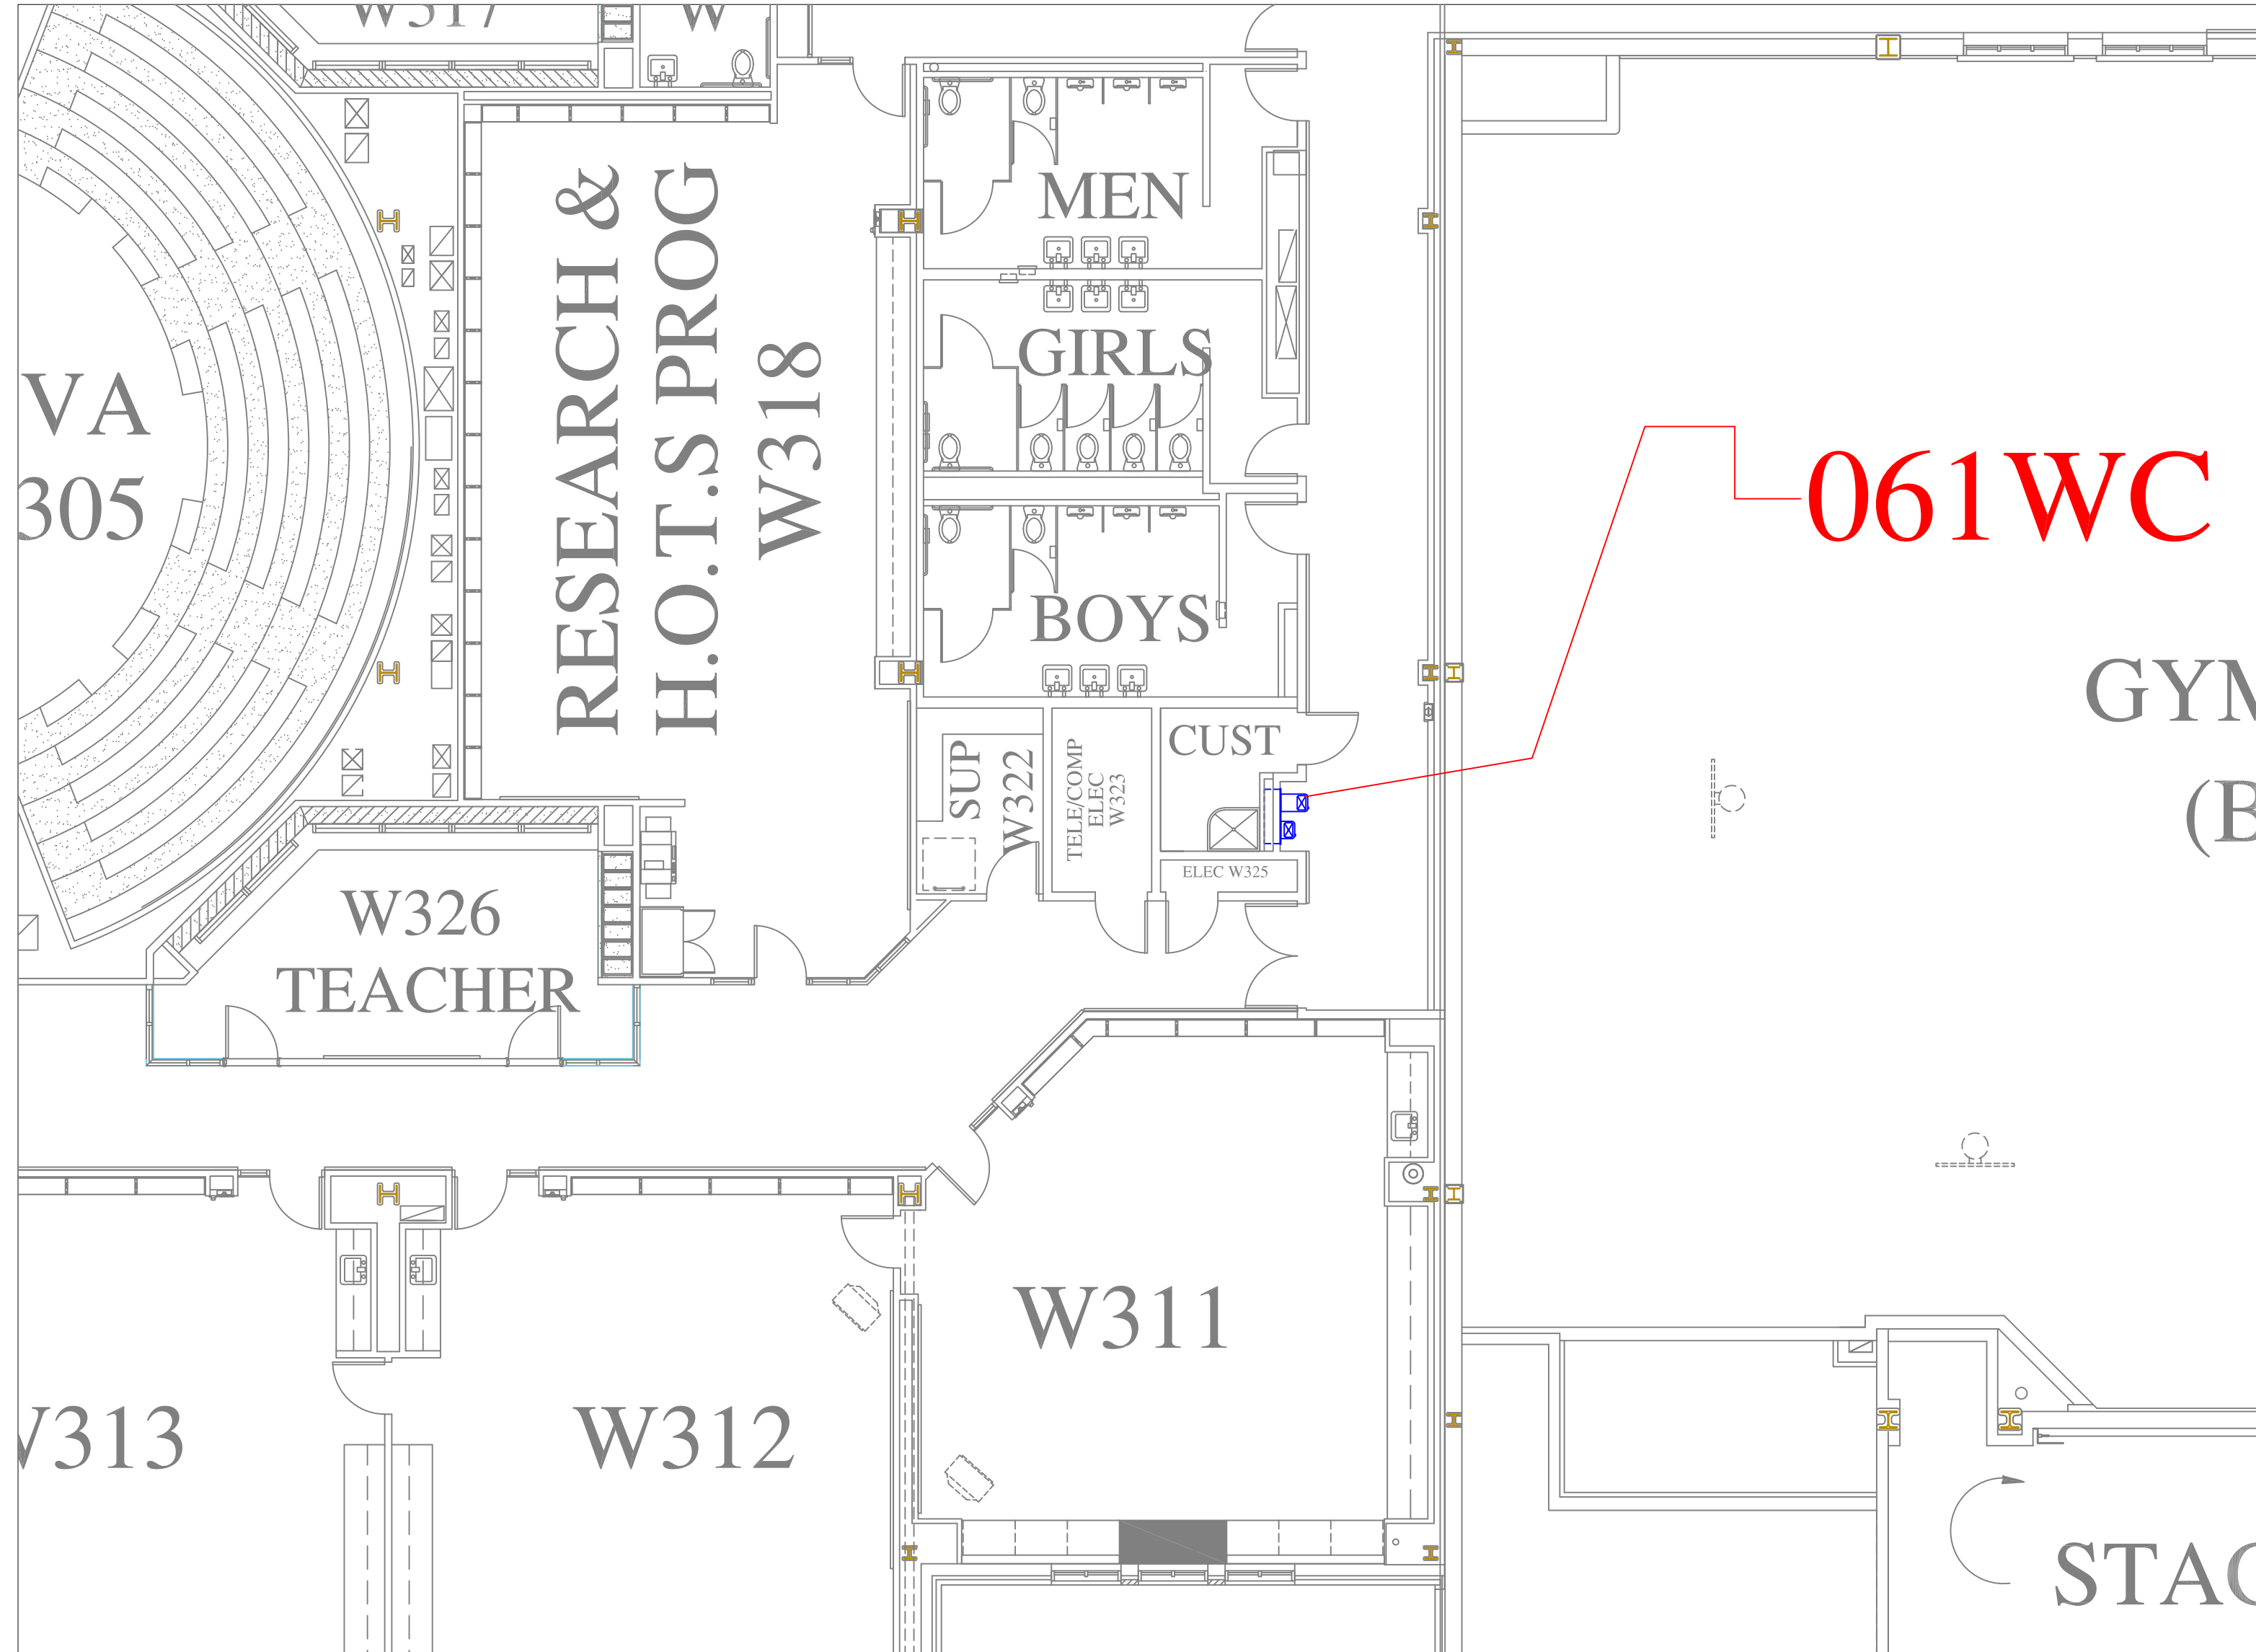 W317
W
MEN
RESEARCH &
H.O.T.S PROG
W318
GIRLS
VA
305
061WC
BOYS
GYM
(B
CUST
SUP
W322
TELE/COMP
ELEC
W323
ELEC W325
W326
TEACHER
W311
W313
W312
STAG